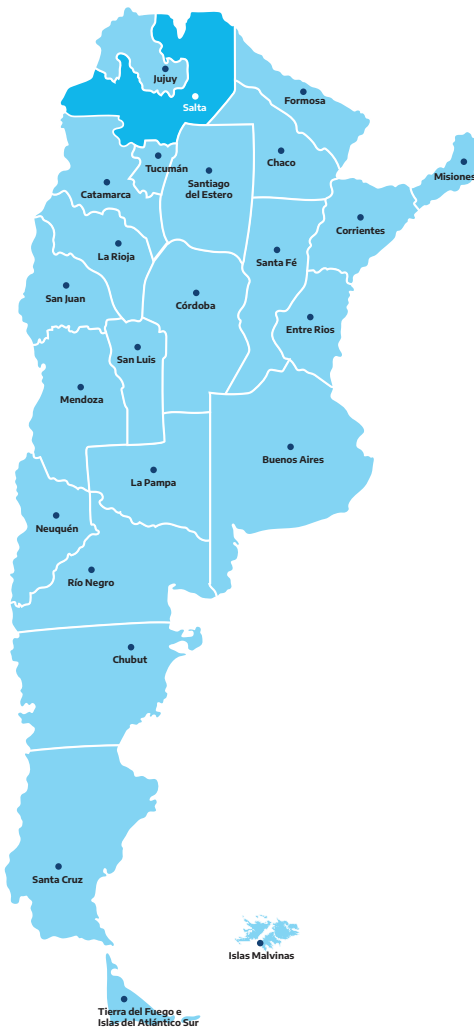 Jujuy
Salta
Formosa
Tucumán
Chaco
Misiones
Catamarca
Santiago
del Estero
Corrientes
La Rioja
Santa Fé
San Juan
Córdoba
Entre Rios
San Luis
Mendoza
Buenos Aires
La Pampa
Neuquén
Río Negro
Chubut
Santa Cruz
Islas Malvinas
Tierra del Fuego e
Islas del Atlántico Sur